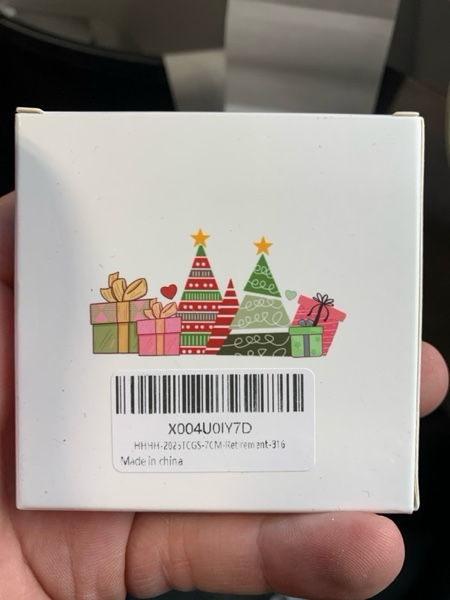 X004U0IY7D
HHHH-2025TCGS-7CM-Retirement-316
Made in china